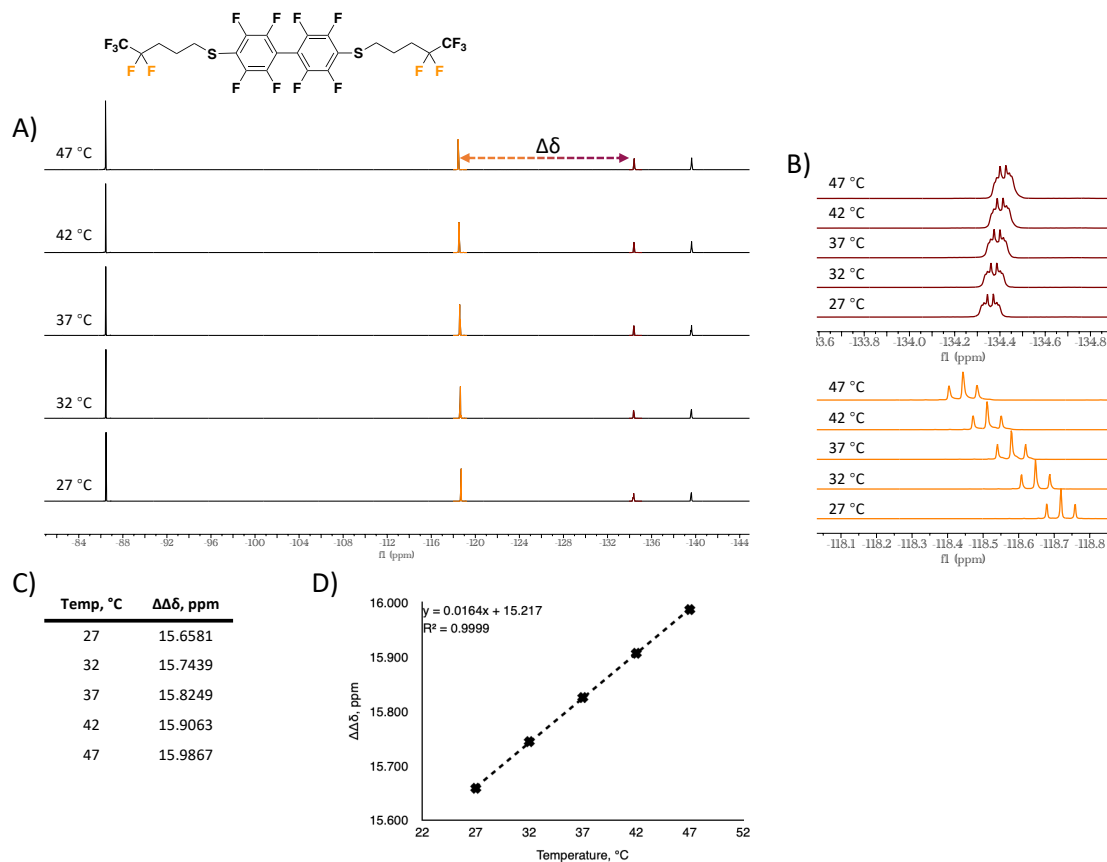 F F F F
F₃C S S CF₃
F F F F
F F F F
A)
47 °C
Δδ
42 °C
37 °C
32 °C
27 °C
-84 -88 -92 -96 -100 -104 -108 -112 -116 -120 -124 -128 -132 -136 -140 -144
f1 (ppm)
B)
47 °C
42 °C
37 °C
32 °C
27 °C
33.6 -133.8 -134.0 -134.2 -134.4 -134.6 -134.8
f1 (ppm)
47 °C
42 °C
37 °C
32 °C
27 °C
-118.1 -118.2 -118.3 -118.4 -118.5 -118.6 -118.7 -118.8
f1 (ppm)
C)
Temp, °C ΔΔδ, ppm
27 15.6581
32 15.7439
37 15.8249
42 15.9063
47 15.9867
D)
y = 0.0164x + 15.217
R² = 0.9999
16.000
15.900
15.800
15.700
15.600
ΔΔδ, ppm
22 27 32 37 42 47 52
Temperature, °C